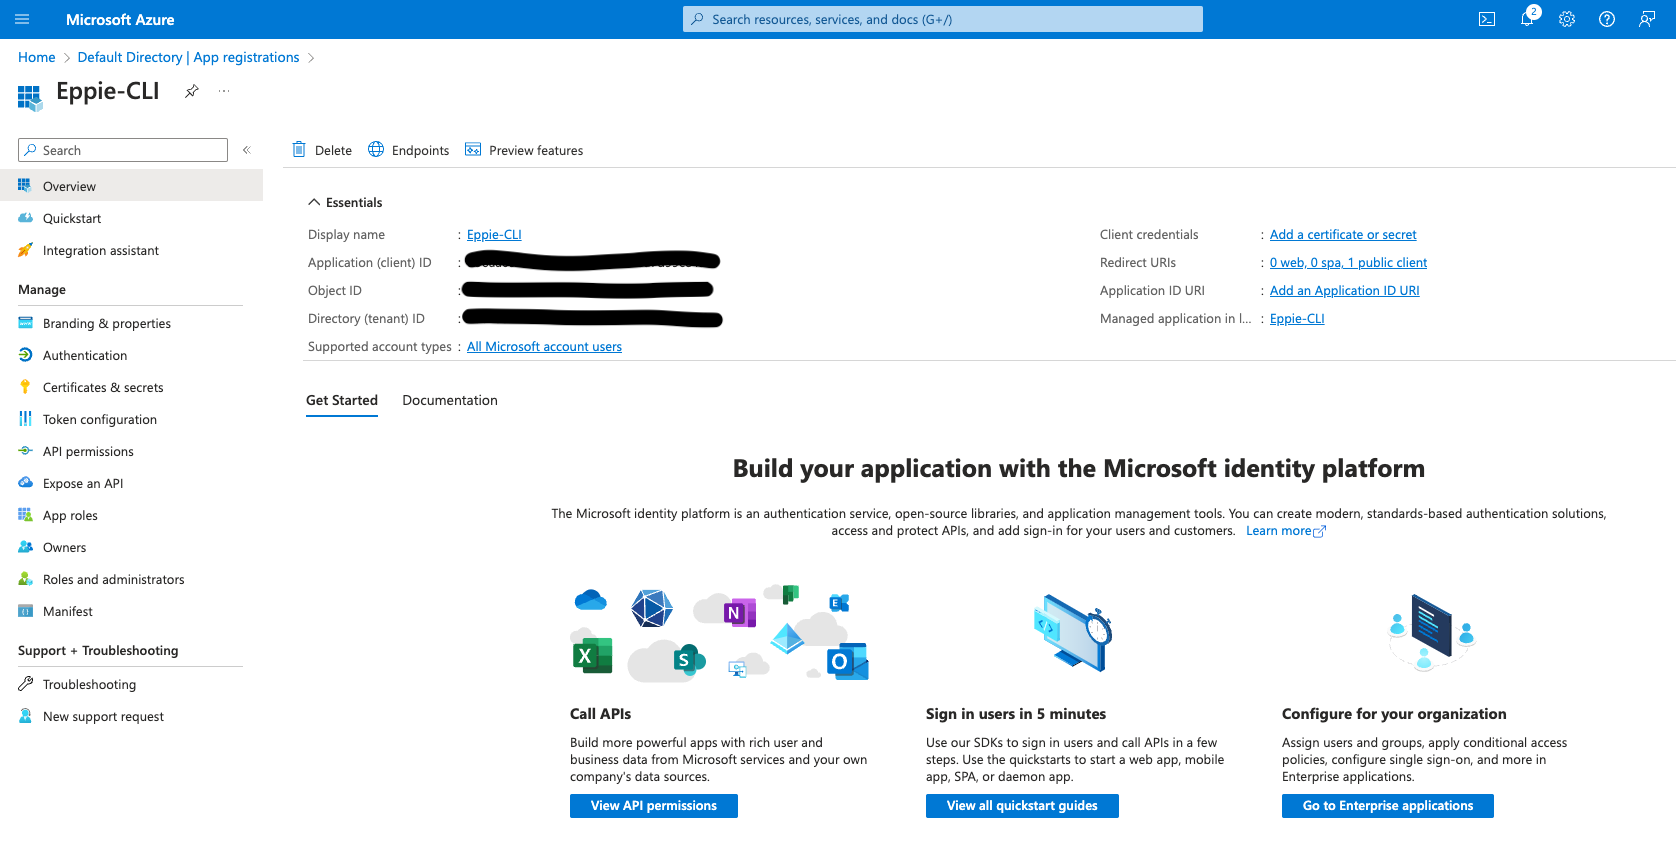 Microsoft Azure
Search resources, services, and docs (G+/)
2
Home > Default Directory | App registrations >
Eppie-CLI
...
Search
«
Overview
Quickstart
Integration assistant
Manage
Branding & properties
Authentication
Certificates & secrets
Token configuration
API permissions
Expose an API
App roles
Owners
Roles and administrators
Manifest
Support + Troubleshooting
Troubleshooting
New support request
Delete Endpoints Preview features
Essentials
Display name : Eppie-CLI
Application (client) ID :
Object ID :
Directory (tenant) ID :
Supported account types : All Microsoft account users
Client credentials : Add a certificate or secret
Redirect URIs : 0 web, 0 spa, 1 public client
Application ID URI : Add an Application ID URI
Managed application in l... : Eppie-CLI
Get Started Documentation
Build your application with the Microsoft identity platform
The Microsoft identity platform is an authentication service, open-source libraries, and application management tools. You can create modern, standards-based authentication solutions,
access and protect APIs, and add sign-in for your users and customers. Learn more
N
E
X
S
O
Call APIs
Build more powerful apps with rich user and
business data from Microsoft services and your own
company's data sources.
View API permissions
Sign in users in 5 minutes
Use our SDKs to sign in users and call APIs in a few
steps. Use the quickstarts to start a web app, mobile
app, SPA, or daemon app.
View all quickstart guides
Configure for your organization
Assign users and groups, apply conditional access
policies, configure single sign-on, and more in
Enterprise applications.
Go to Enterprise applications